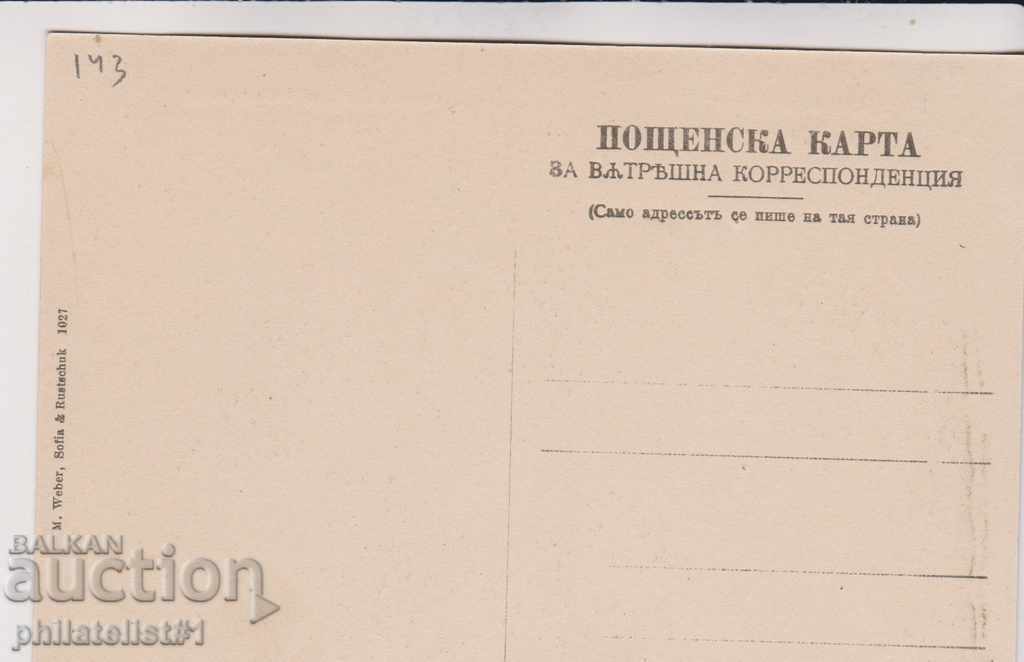 143
ПОЩЕНСКА КАРТА
ЗА ВѪТРѢШНА КОРРЕСПОНДЕНЦИЯ
(Само адрессътъ се пише на тая страна)
M. Weber, Sofia & Rustschuk 1027
BALKAN
auction
philatelist#1